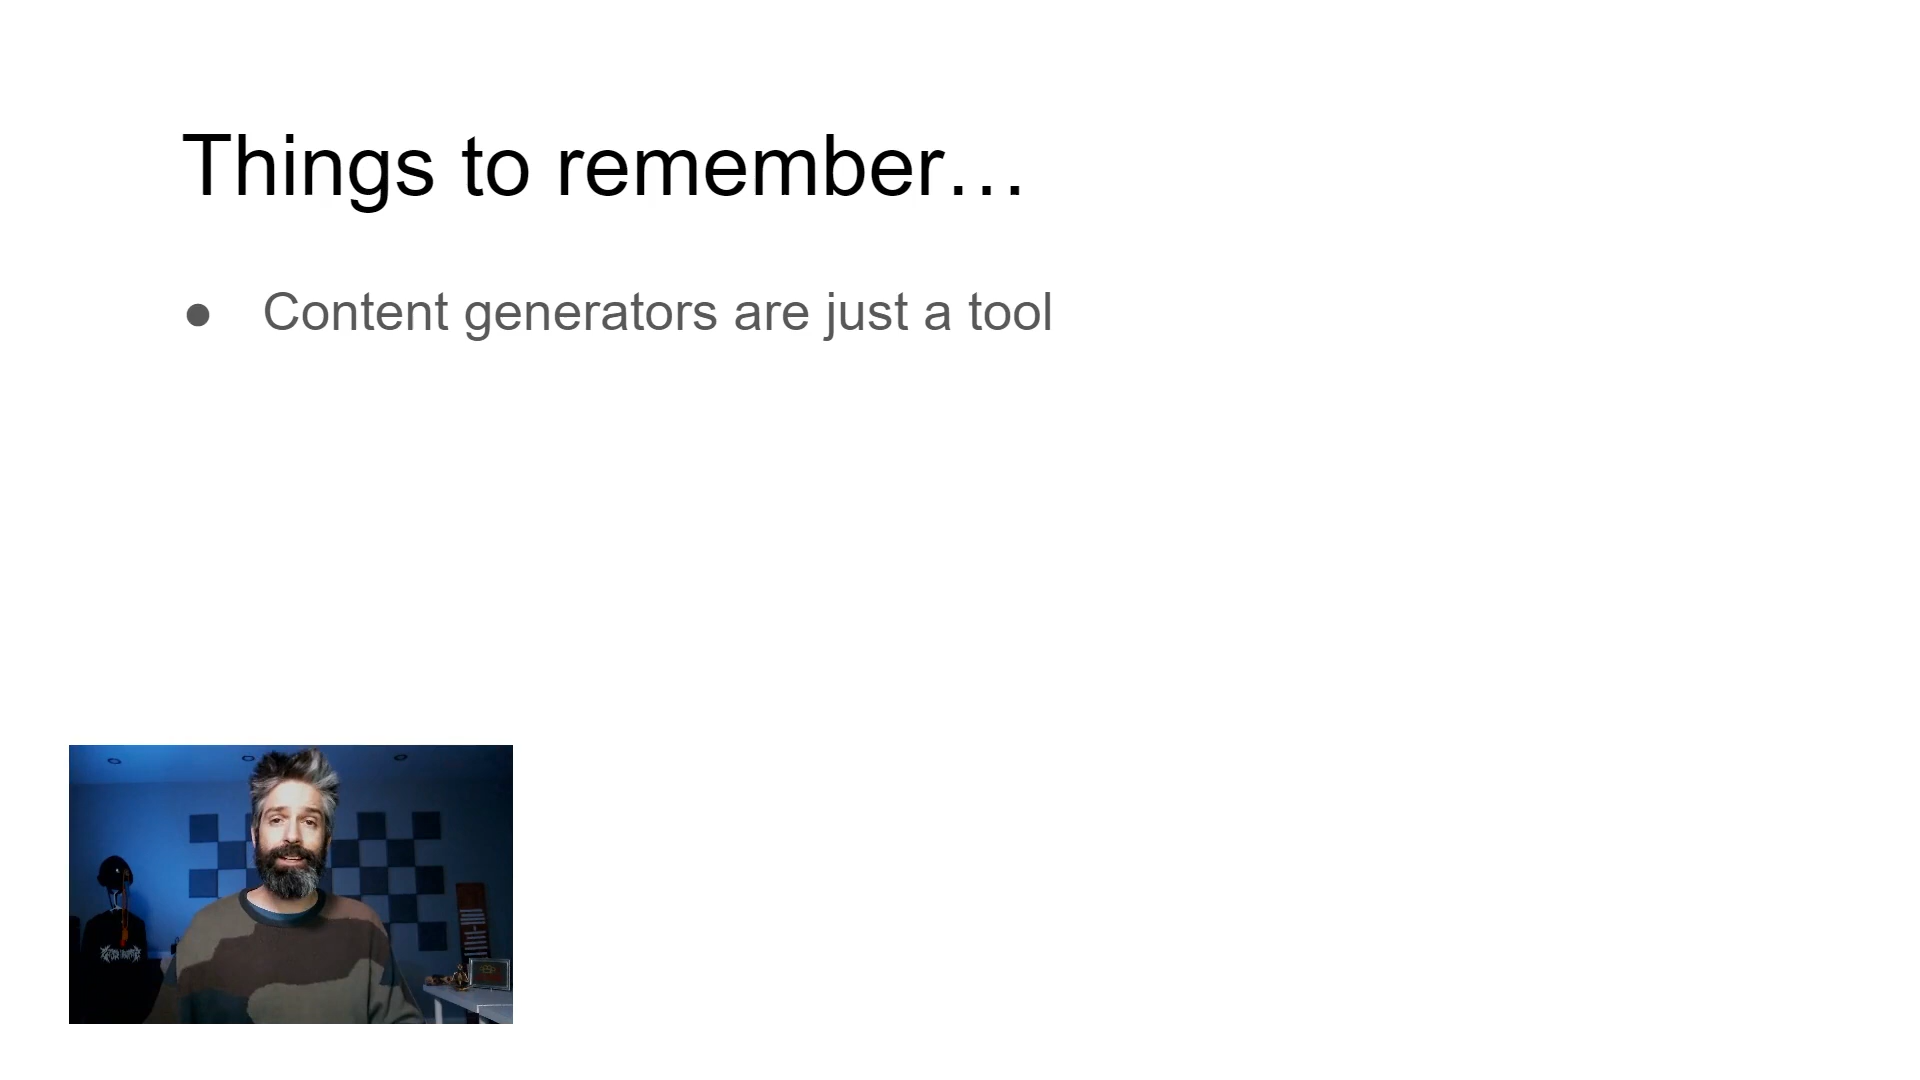 Things to remember…
● Content generators are just a tool